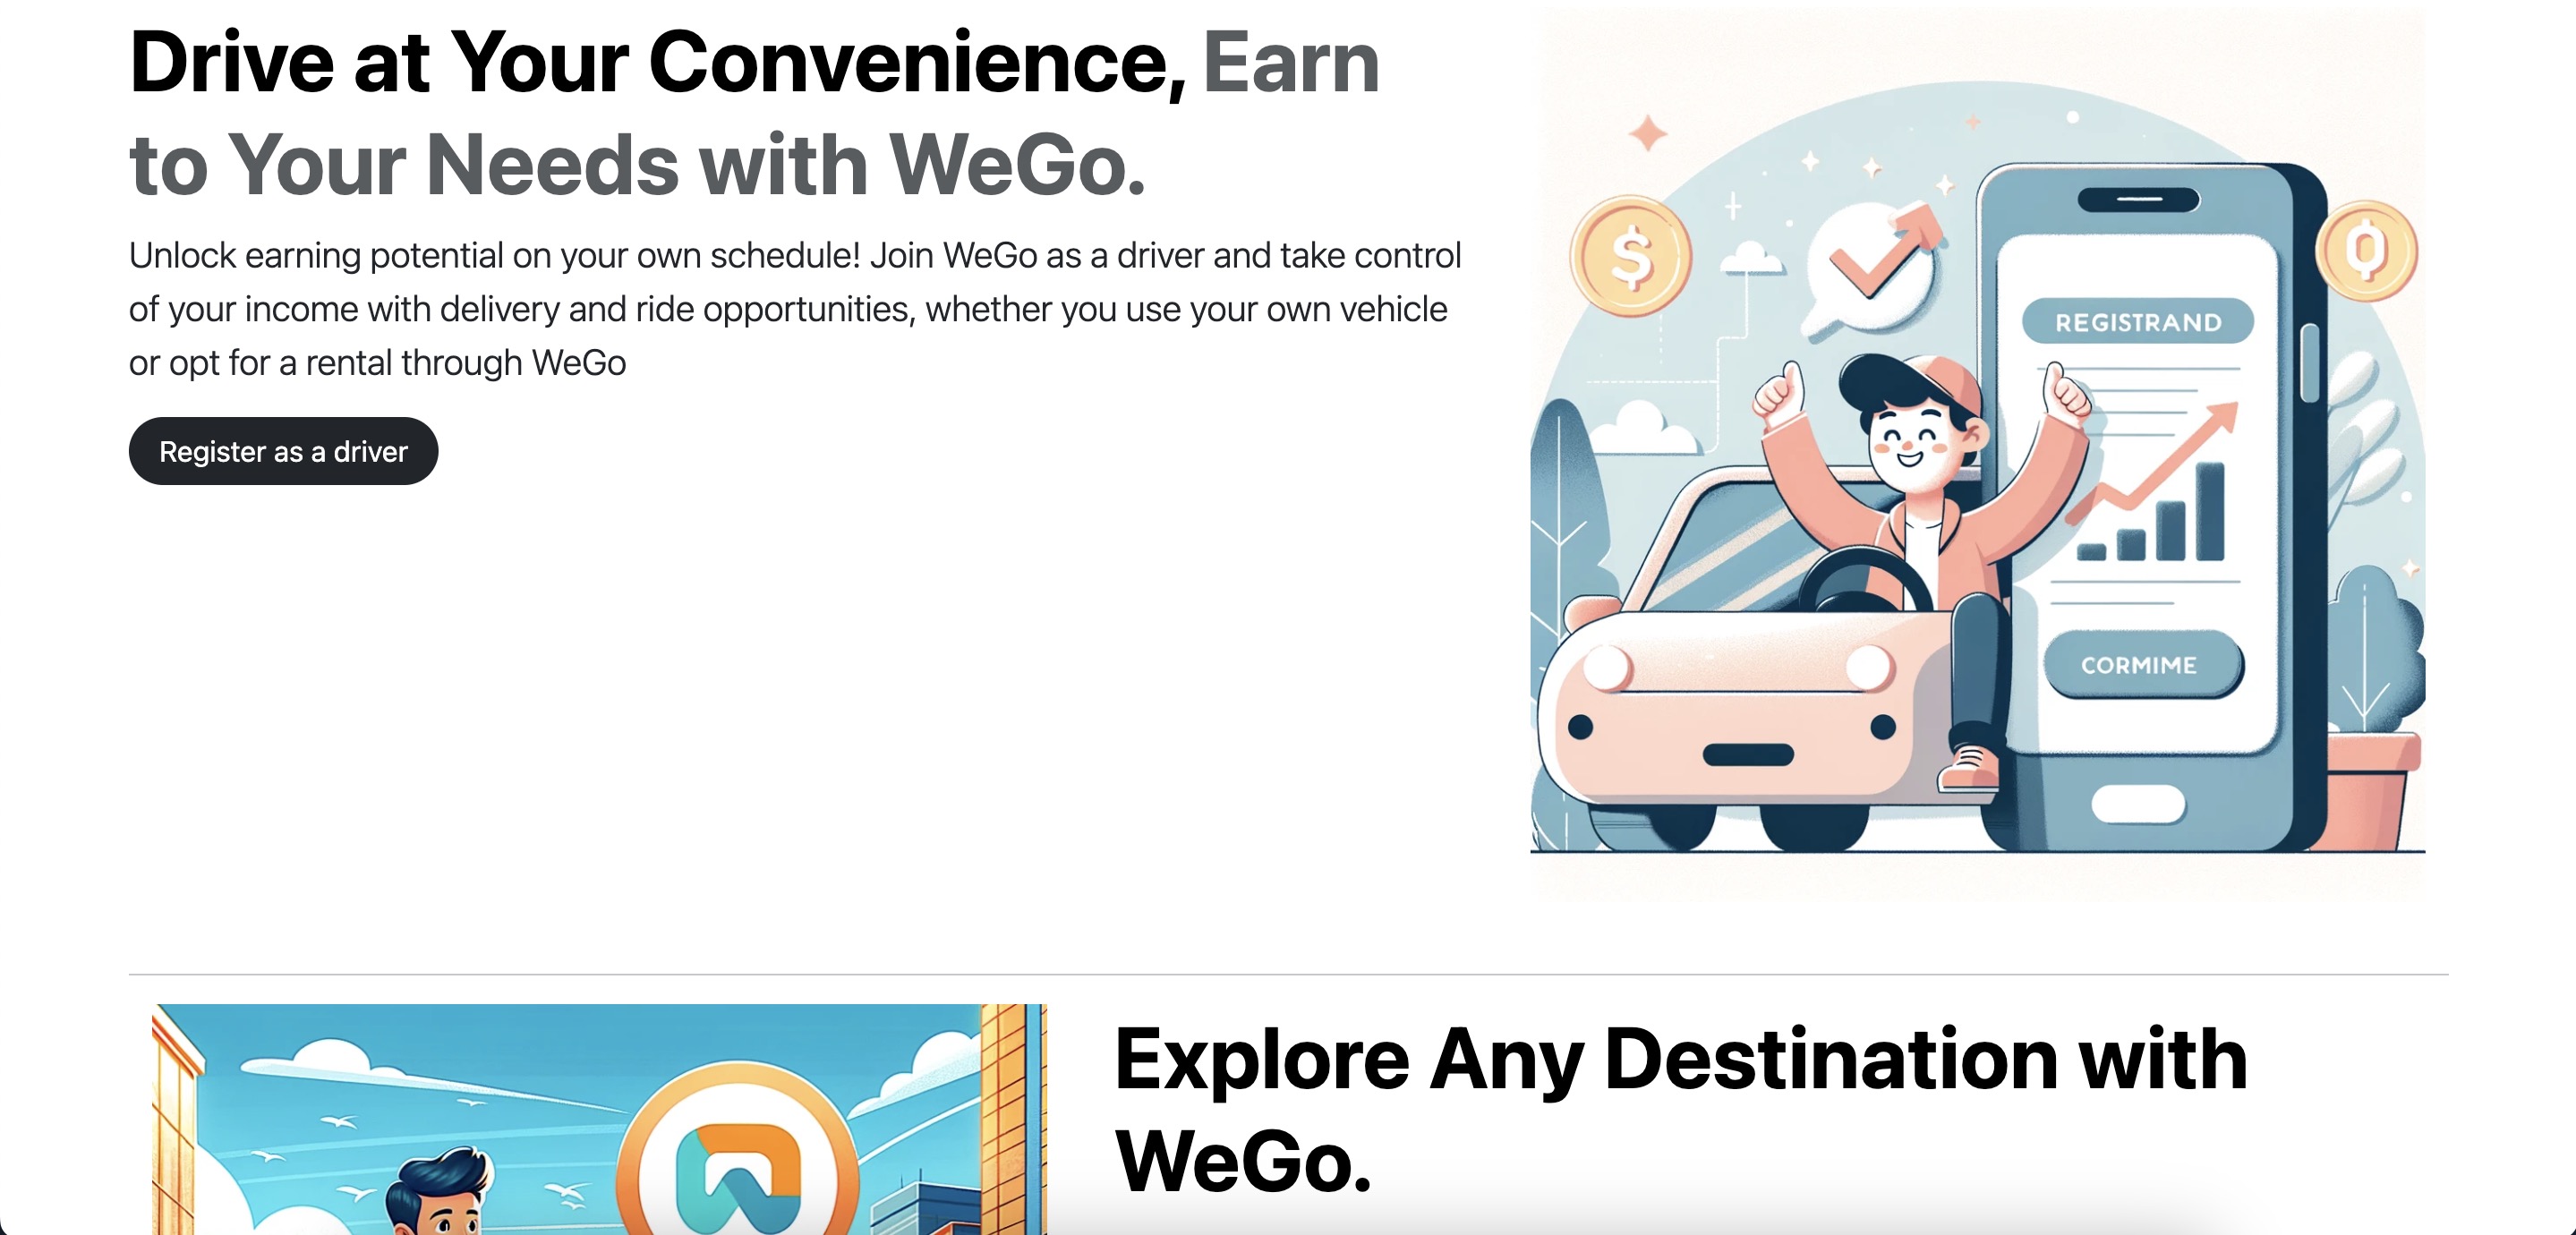 Drive at Your Convenience, Earn
to Your Needs with WeGo.
Unlock earning potential on your own schedule! Join WeGo as a driver and take control
of your income with delivery and ride opportunities, whether you use your own vehicle
or opt for a rental through WeGo
Register as a driver
$
REGISTRAND
CORMIME
Explore Any Destination with
WeGo.